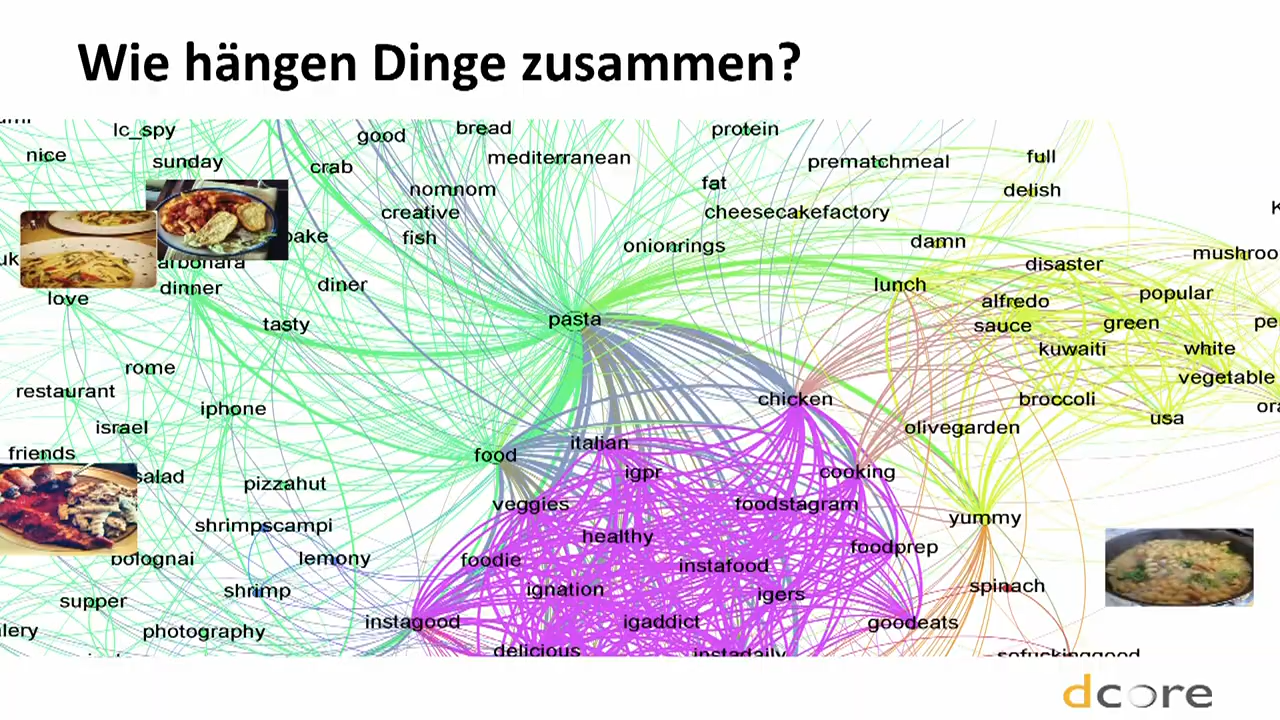 Wie hängen Dinge zusammen?
lc_spy
good
bread
protein
nice
sunday
crab
mediterranean
prematchmeal
full
nomnom
fat
delish
creative
cheesecakefactory
fish
onionrings
damn
disaster
dinner
diner
lunch
love
alfredo
popular
tasty
pasta
sauce
green
kuwaiti
white
rome
vegetable
restaurant
iphone
chicken
broccoli
usa
israel
olivegarden
friends
food
italian
salad
pizzahut
igpr
cooking
veggies
foodstagram
shrimpscampi
yummy
healthy
bolognai
lemony
foodie
instafood
foodprep
shrimp
ignation
igers
spinach
supper
photography
instagood
igaddict
goodeats
delicious
instadaily
sofuckinggood
dcore